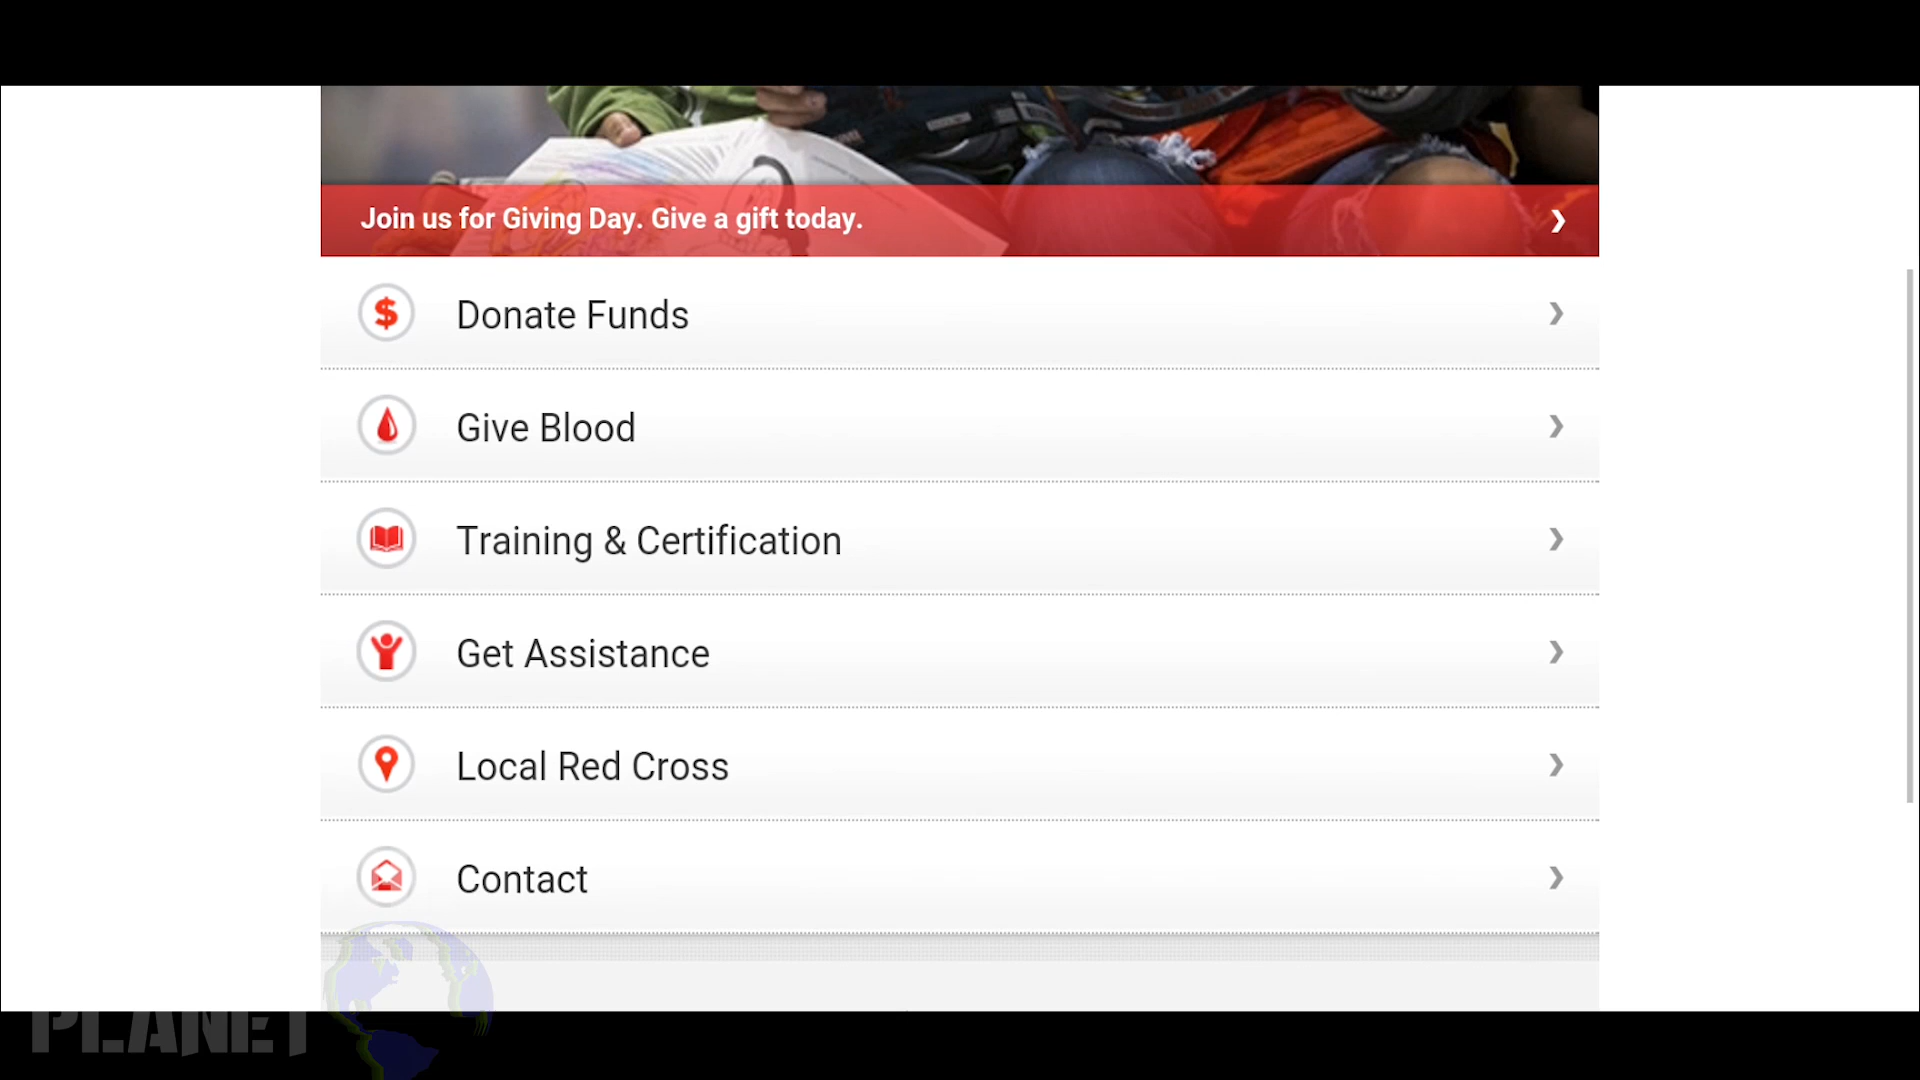 Join us for Giving Day. Give a gift today.
Donate Funds
Give Blood
Training & Certification
Get Assistance
Local Red Cross
Contact
PLANET